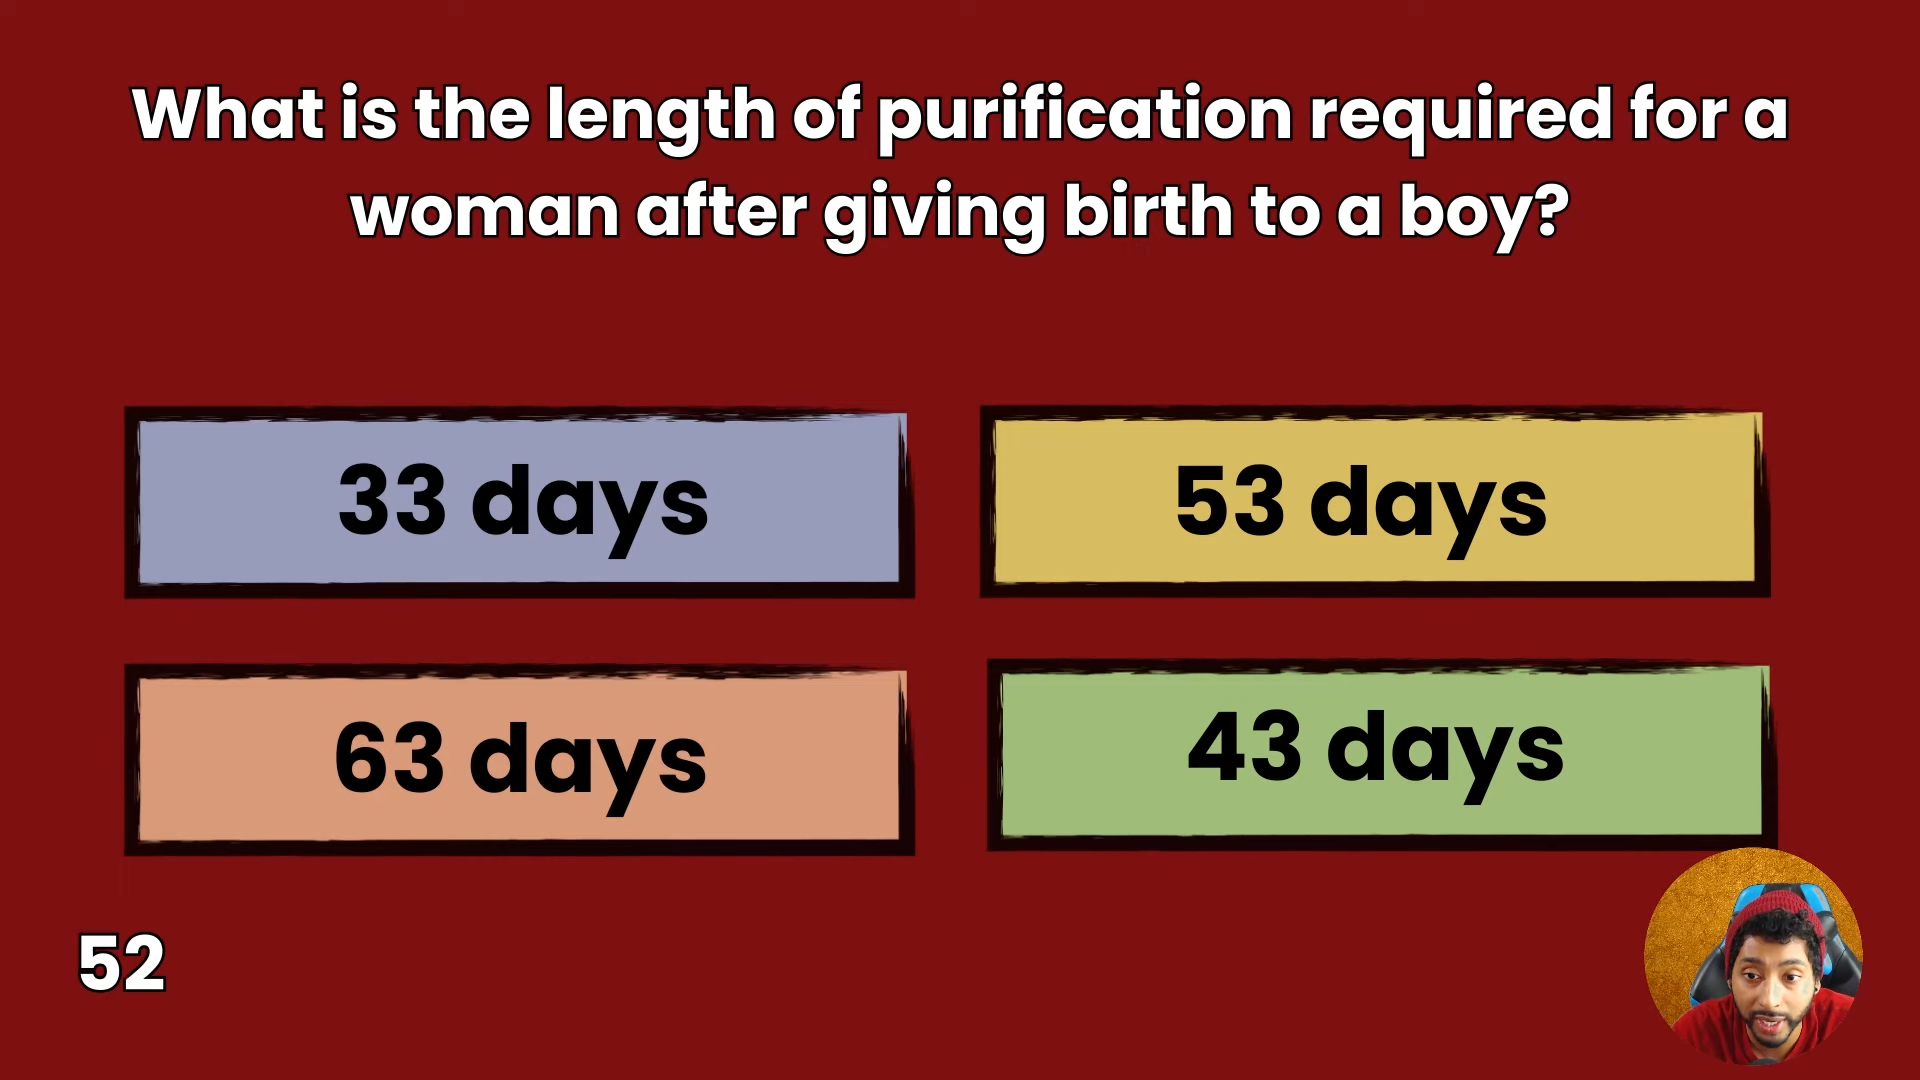 What is the length of purification required for a
woman after giving birth to a boy?
33 days
53 days
63 days
43 days
52